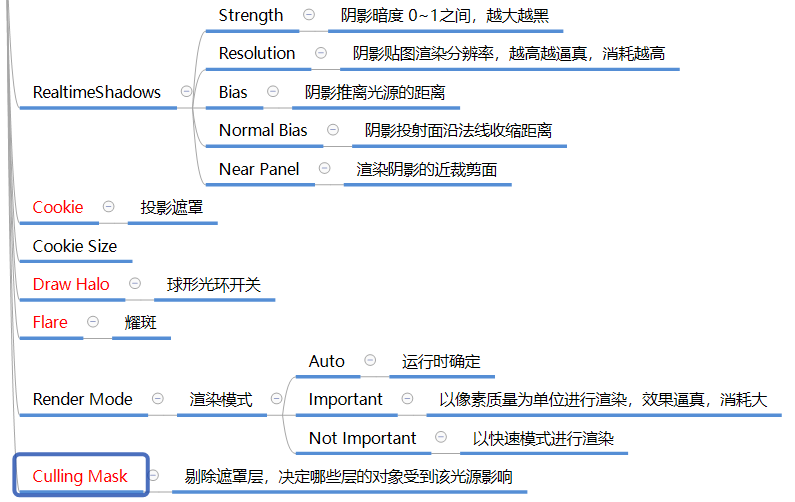 Strength 阴影暗度 0~1之间，越大越黑
Resolution 阴影贴图渲染分辨率，越高越逼真，消耗越高
RealtimeShadows Bias 阴影推离光源的距离
Normal Bias 阴影投射面沿法线收缩距离
Near Panel 渲染阴影的近裁剪面
Cookie 投影遮罩
Cookie Size
Draw Halo 球形光环开关
Flare 耀斑
Auto 运行时确定
Render Mode 渲染模式 Important 以像素质量为单位进行渲染，效果逼真，消耗大
Not Important 以快速模式进行渲染
Culling Mask 剔除遮罩层，决定哪些层的对象受到该光源影响